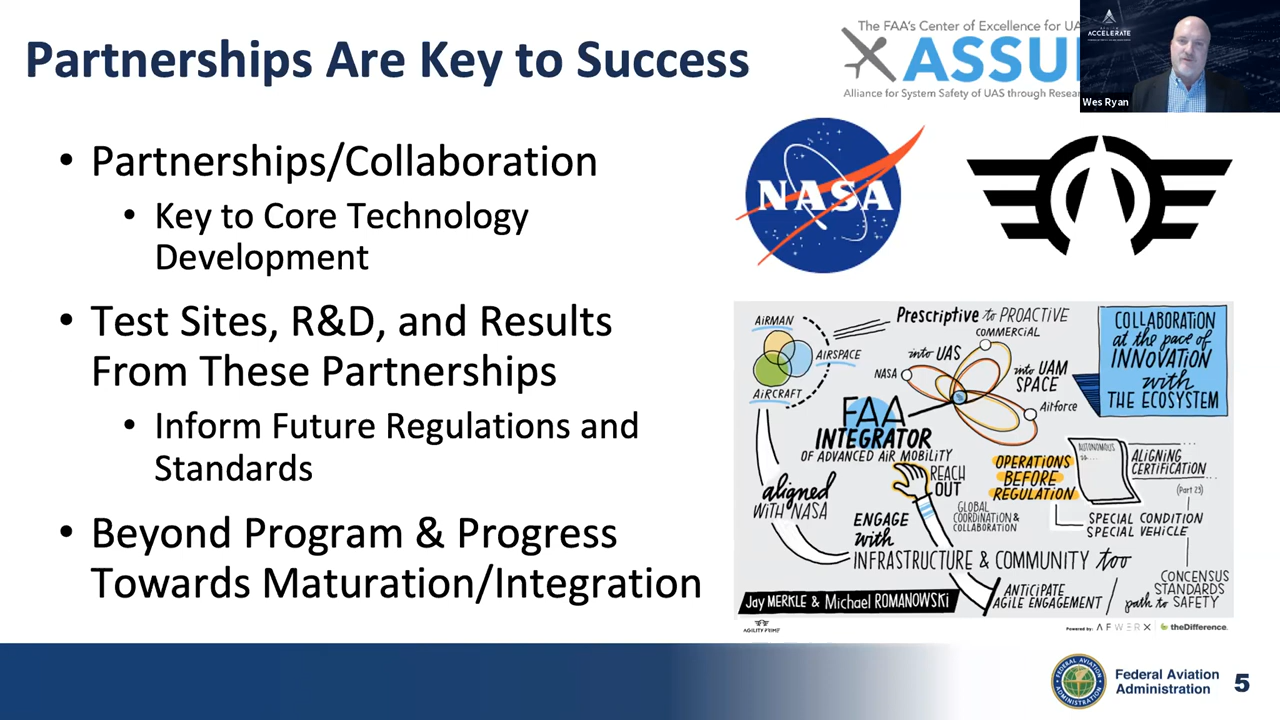 Partnerships Are Key to Success
The FAA's Center of Excellence for UA
ASSU
Alliance for System Safety of UAS through Resear
ACCELERATE
Wes Ryan
• Partnerships/Collaboration
• Key to Core Technology
Development
• Test Sites, R&D, and Results
From These Partnerships
• Inform Future Regulations and
Standards
• Beyond Program & Progress
Towards Maturation/Integration
NASA
AIRMAN
AIRSPACE
AIRCRAFT
Prescriptive to PROACTIVE
COMMERCIAL
into UAS
NASA
into UAM
SPACE
Airforce
COLLABORATION
at the pace of
INNOVATION
with
THE ECOSYSTEM
FAA
INTEGRATOR
OF ADVANCED AIR MOBILITY
aligned
WITH NASA
REACH
OUT
ENGAGE
with
INFRASTRUCTURE & COMMUNITY too
GLOBAL
COORDINATION &
COLLABORATION
OPERATIONS
BEFORE
REGULATION
AUTONOMOUS
ALIGNING
CERTIFICATION
(Part 23)
SPECIAL CONDITION
SPECIAL VEHICLE
CONSENSUS
STANDARDS
path to SAFETY
ANTICIPATE
AGILE ENGAGEMENT
Jay MERKLE & Michael ROMANOWSKI
AGILITY PRIME
Powered by: AFWERX theDifference.
Federal Aviation
Administration
5